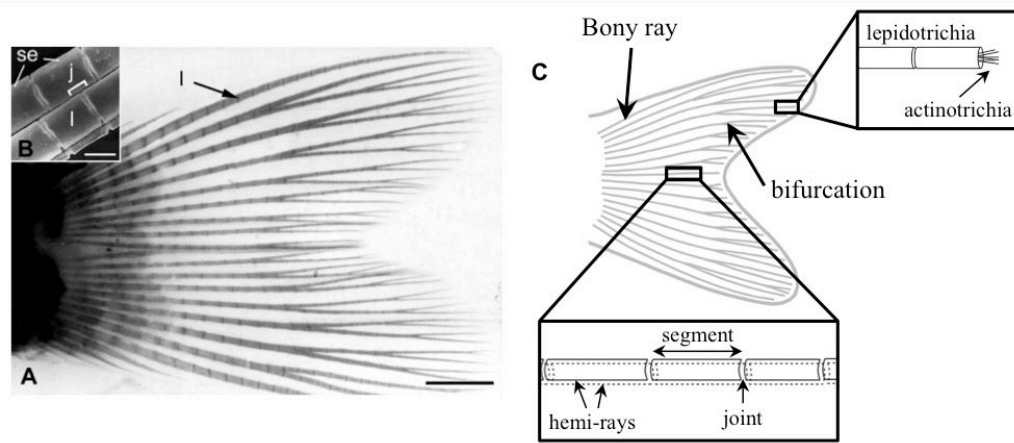 se
j
l
B
l
A
C
Bony ray
lepidotrichia
actinotrichia
bifurcation
segment
hemi-rays
joint